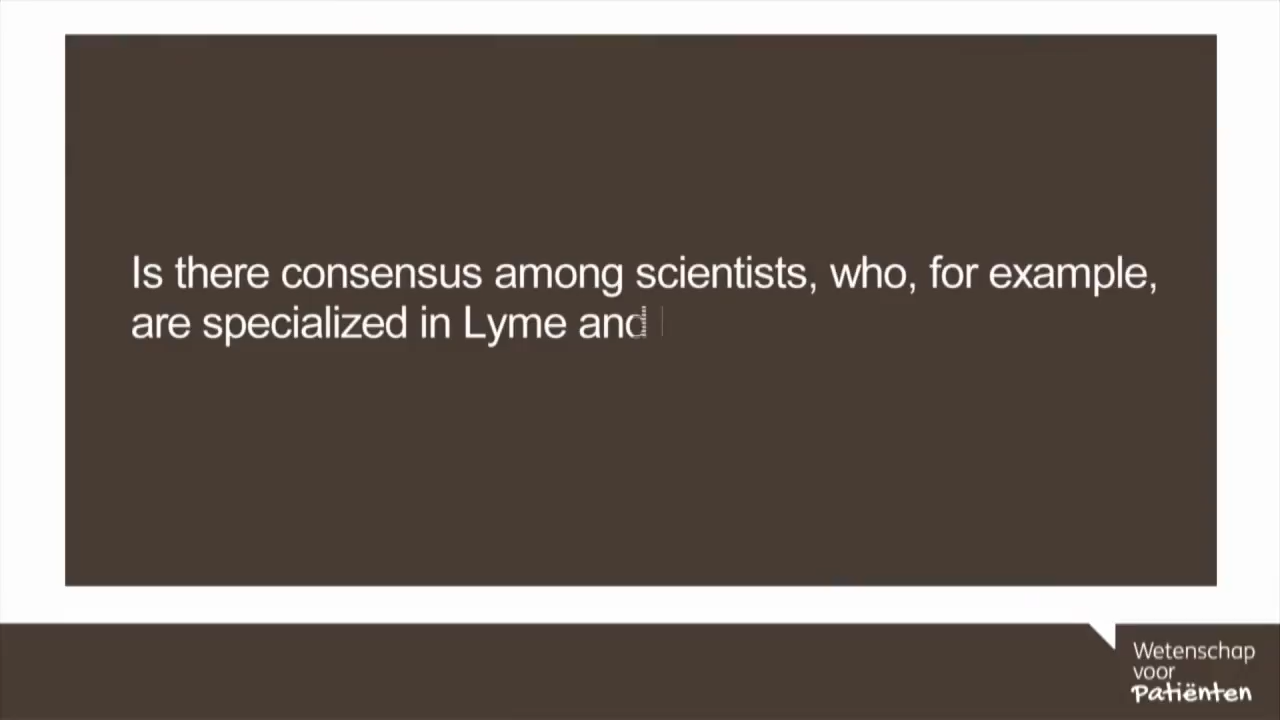 Is there consensus among scientists, who, for example,
are specialized in Lyme and
Wetenschap
voor
Patiënten